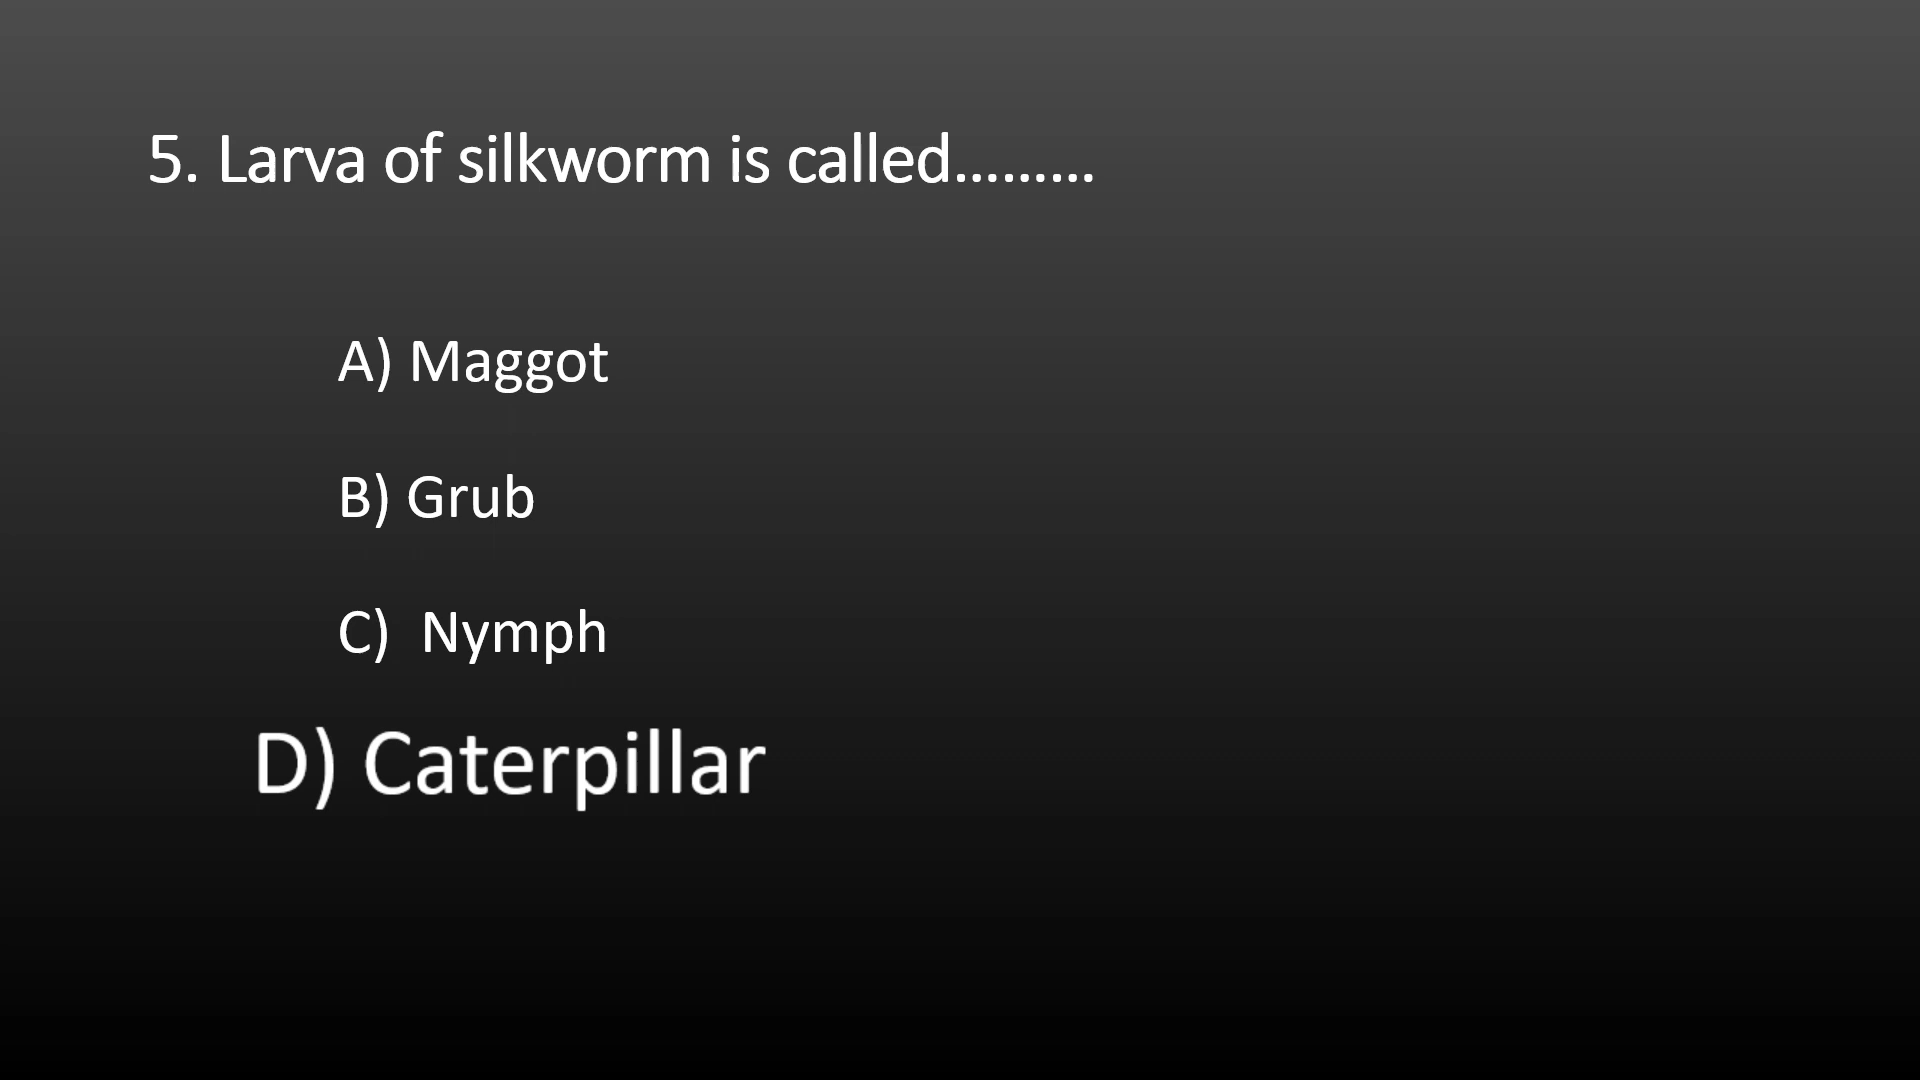 5. Larva of silkworm is called.........
A) Maggot
B) Grub
C) Nymph
D) Caterpillar